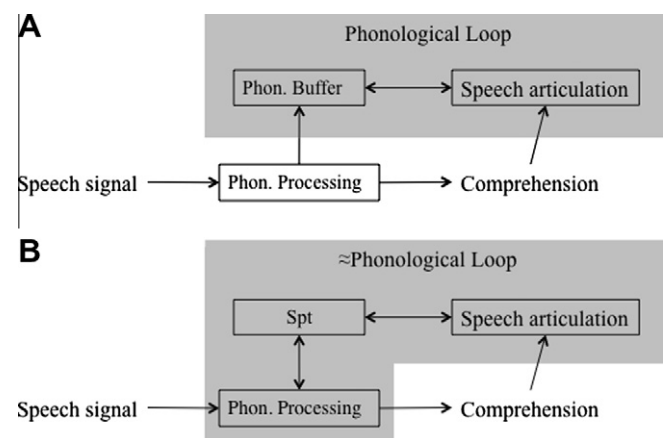 A
Phonological Loop
Phon. Buffer
Speech articulation
Speech signal
Phon. Processing
Comprehension
B
≈Phonological Loop
Spt
Speech articulation
Speech signal
Phon. Processing
Comprehension